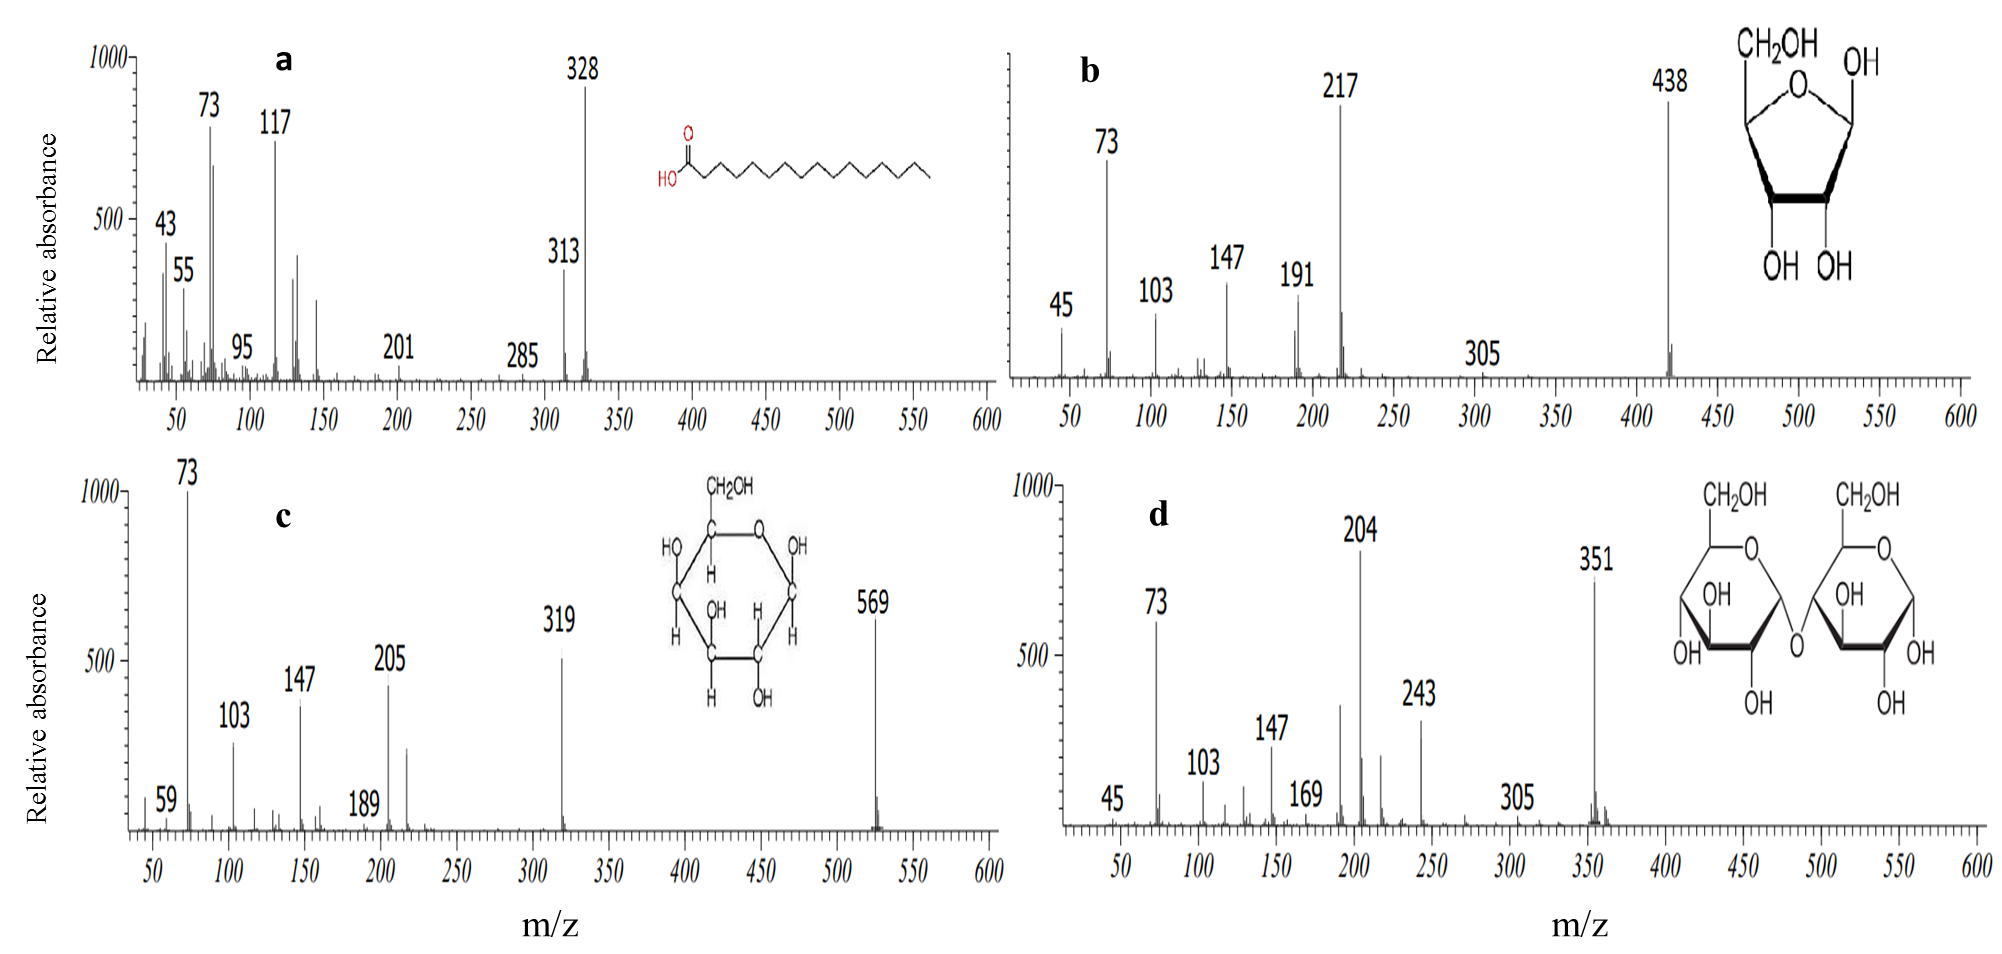 a
1000
500
Relative absorbance
43
55
73
95
117
201
285
313
328
O
HO
50 100 150 200 250 300 350 400 450 500 550 600
b
45
73
103
147
191
217
305
438
CH2OH
O OH
OH OH
50 100 150 200 250 300 350 400 450 500 550 600
c
1000
500
Relative absorbance
59
73
103
147
189
205
319
569
CH2OH
C O
HO OH
H
C C
OH H
H H
C C
H OH
50 100 150 200 250 300 350 400 450 500 550 600
m/z
d
1000
500
45
73
103
147
169
204
243
305
351
CH2OH CH2OH
O O
OH OH
OH O OH
OH OH
50 100 150 200 250 300 350 400 450 500 550 600
m/z